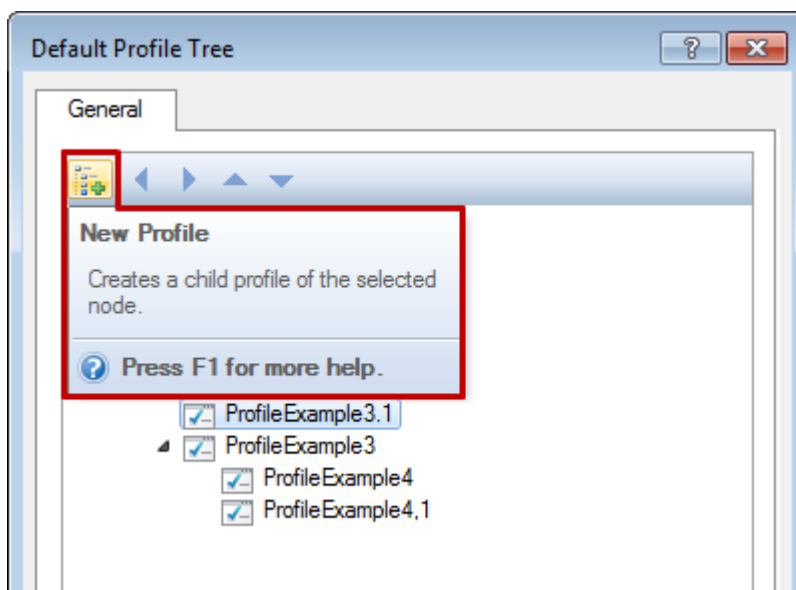 Default Profile Tree
?
General
New Profile
Creates a child profile of the selected
node.
? Press F1 for more help.
ProfileExample3.1
ProfileExample3
ProfileExample4
ProfileExample4,1